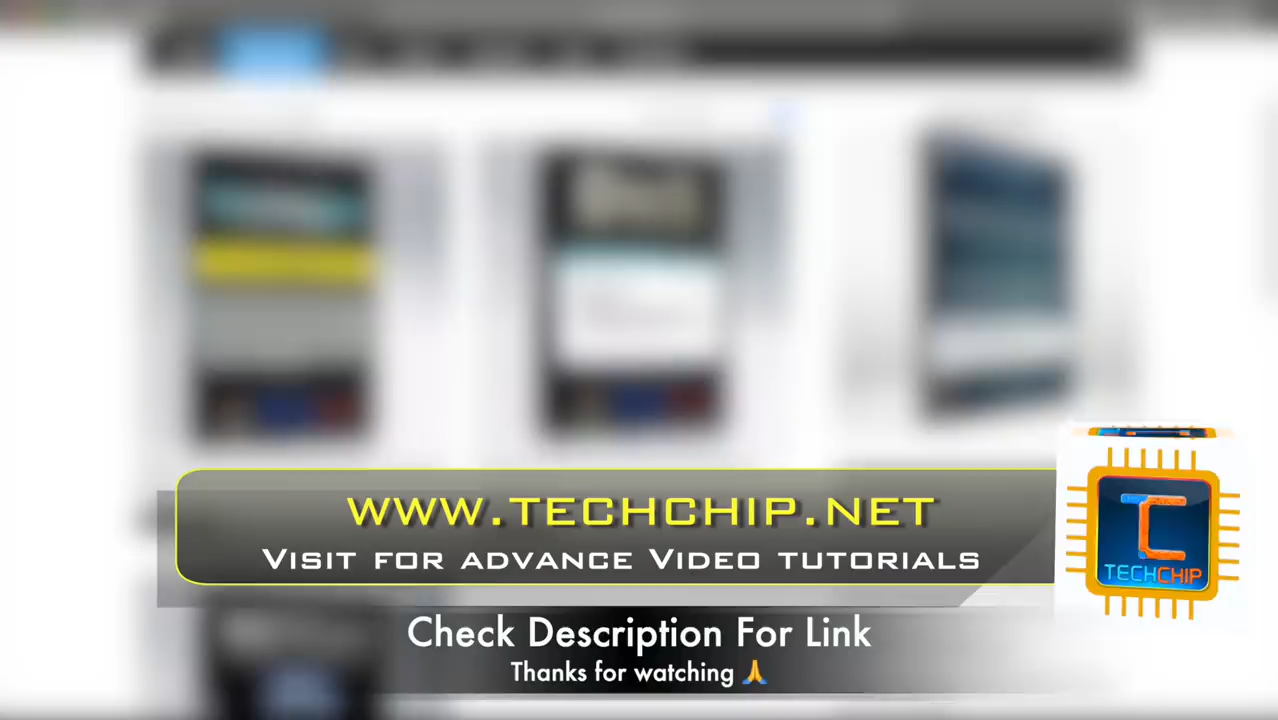 WWW.TECHCHIP.NET
VISIT FOR ADVANCE VIDEO TUTORIALS
TECHCHIP
Check Description For Link
Thanks for watching 🙏